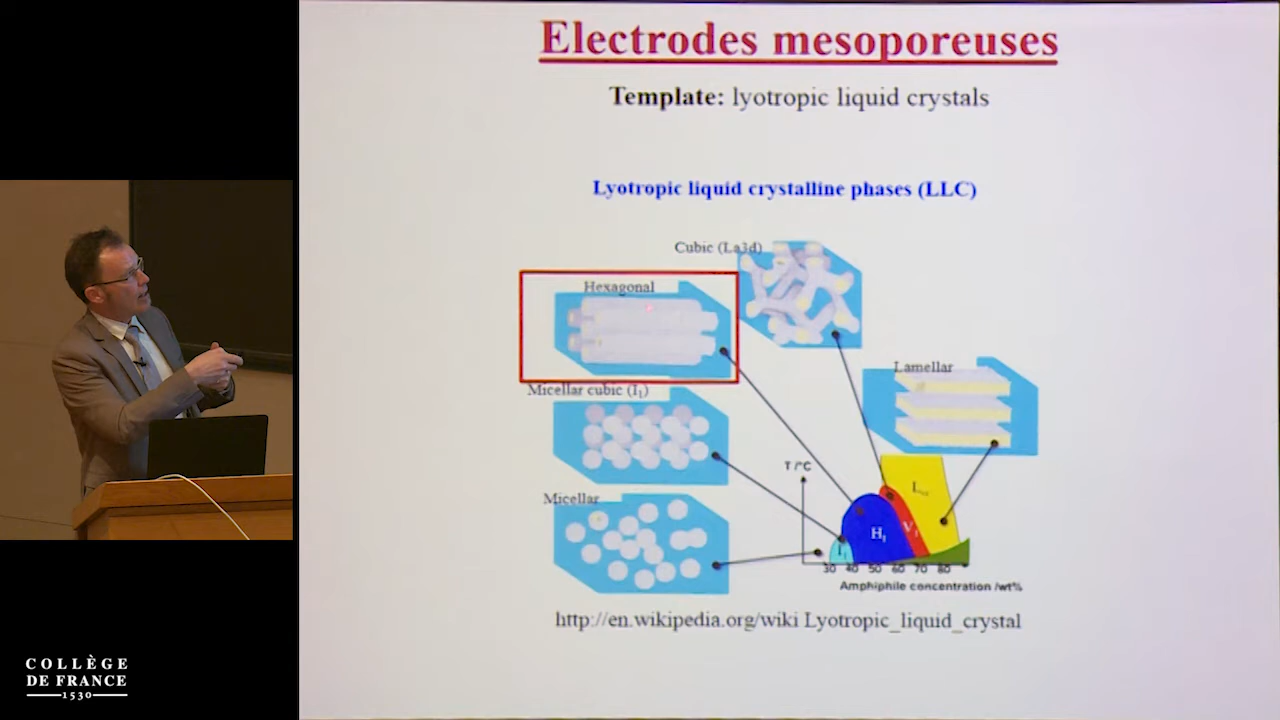 Electrodes mesoporeuses
Template: lyotropic liquid crystals
Lyotropic liquid crystalline phases (LLC)
Cubic (La3d)
Hexagonal
Lamellar
Micellar cubic (I₁)
Micellar
T /°C
Lα
H₁
V₁
I₁
30 40 50 60 70 80
Amphiphile concentration /wt%
http://en.wikipedia.org/wiki Lyotropic_liquid_crystal
COLLÈGE
DE FRANCE
1530